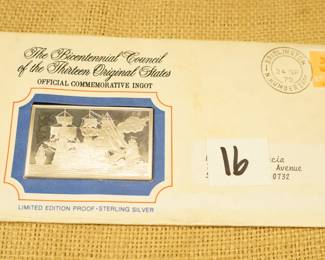 The Bicentennial Council
of the Thirteen Original States
OFFICIAL COMMEMORATIVE INGOT
16
cia
Avenue
0732
LIMITED EDITION PROOF - STERLING SILVER